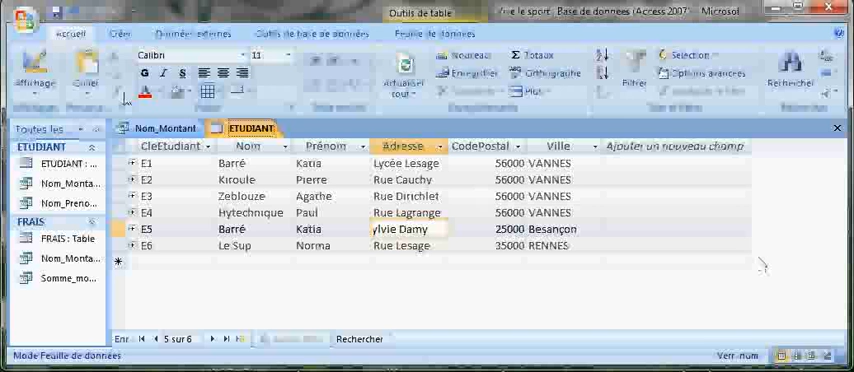 Outils de table
le sport : Base de données (Access 2007) Microsof
Accueil Créer Données externes Outils de base de données Feuille de données
Calibri 11
Nouveau Totaux Sélection
G I S
Enregistrer Orthographe Options avancées
Affichage Coller Actualiser tout Plus Filtrer Rechercher
A
Toutes les ... Nom_Montant ETUDIANT
ETUDIANT CleEtudiant Nom Prénom Adresse CodePostal Ville Ajouter un nouveau champ
ETUDIANT : ... E1 Barré Katia Lycée Lesage 56000 VANNES
Nom_Monta... E2 Kiroule Pierre Rue Cauchy 56000 VANNES
Nom_Preno... E3 Zeblouze Agathe Rue Dirichlet 56000 VANNES
E4 Hytechnique Paul Rue Lagrange 56000 VANNES
FRAIS E5 Barré Katia ylvie Damy 25000 Besançon
FRAIS : Table E6 Le Sup Norma Rue Lesage 35000 RENNES
Nom_Monta...
Somme_mo...
Enr 5 sur 6 Rechercher
Mode Feuille de données Verr. num.